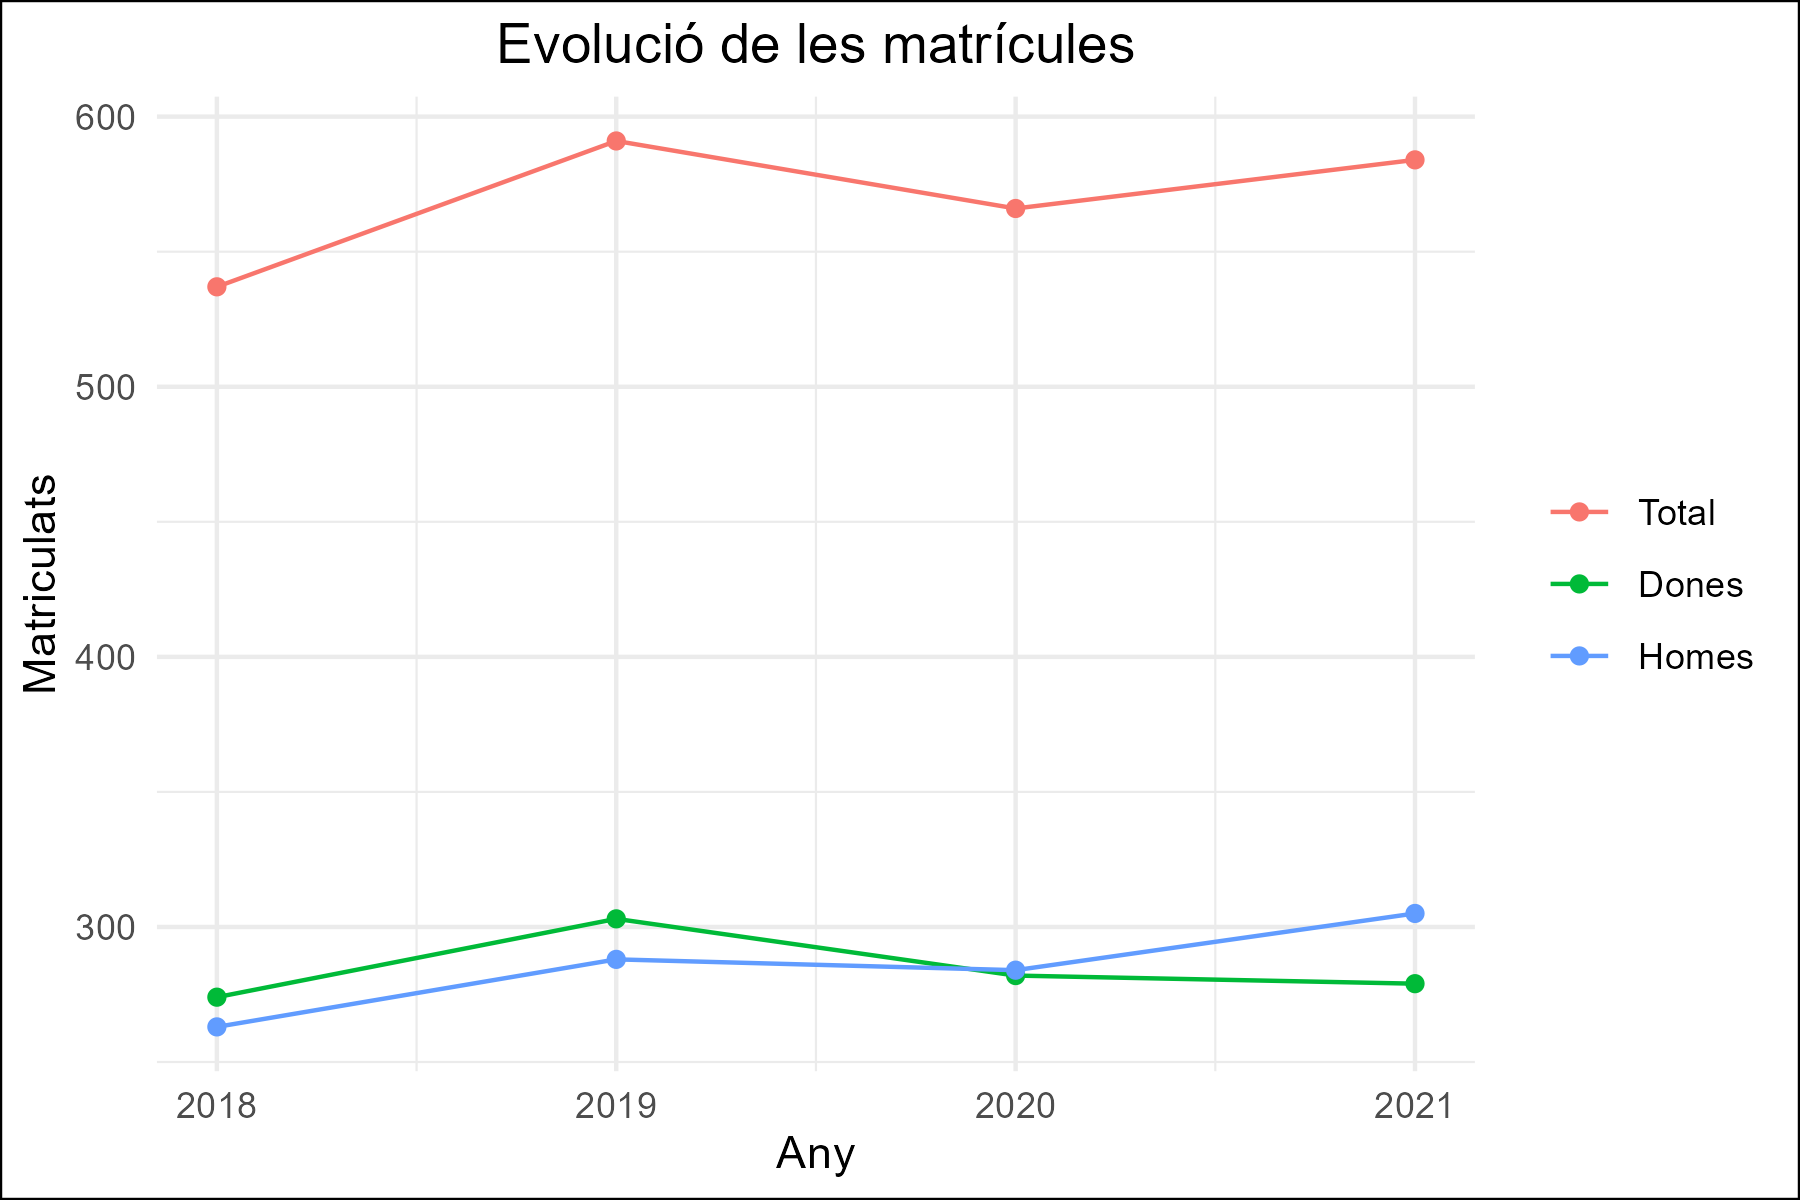 Evolució de les matrícules
600
500
400
300
Matriculats
2018 2019 2020 2021
Any
Total
Dones
Homes